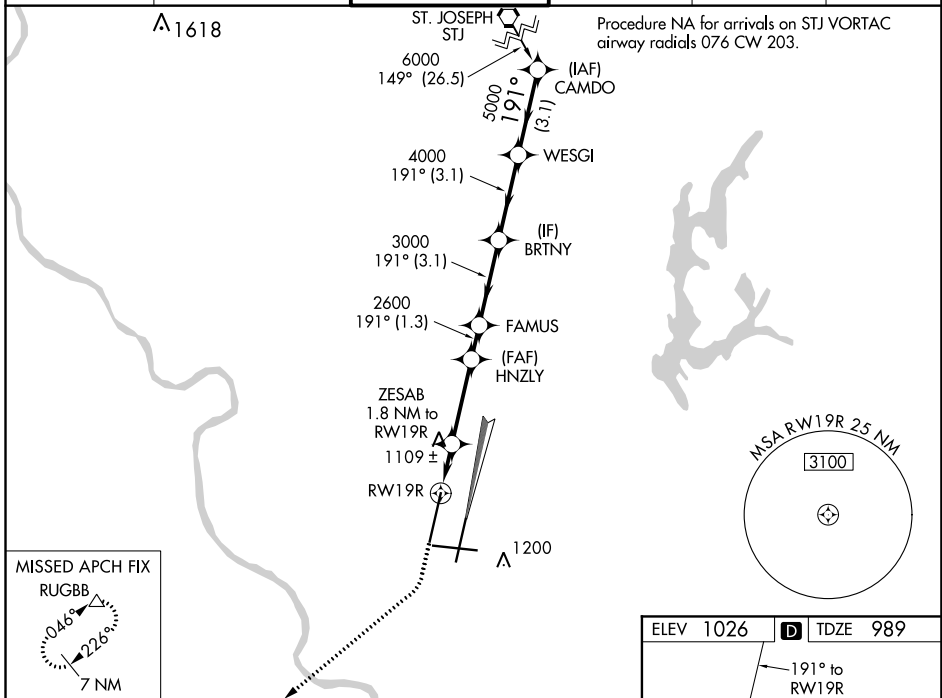 1618
ST. JOSEPH
STJ
Procedure NA for arrivals on STJ VORTAC
airway radials 076 CW 203.
6000
149° (26.5)
(IAF)
CAMDO
5000
191°
(3.1)
WESGI
4000
191° (3.1)
(IF)
BRTNY
3000
191° (3.1)
2600
191° (1.3)
FAMUS
(FAF)
HNZLY
ZESAB
1.8 NM to
RW19R
1109 ±
RW19R
MSA RW19R 25 NM
3100
1200
MISSED APCH FIX
RUGBB
046°
226°
7 NM
ELEV 1026 D TDZE 989
191° to
RW19R